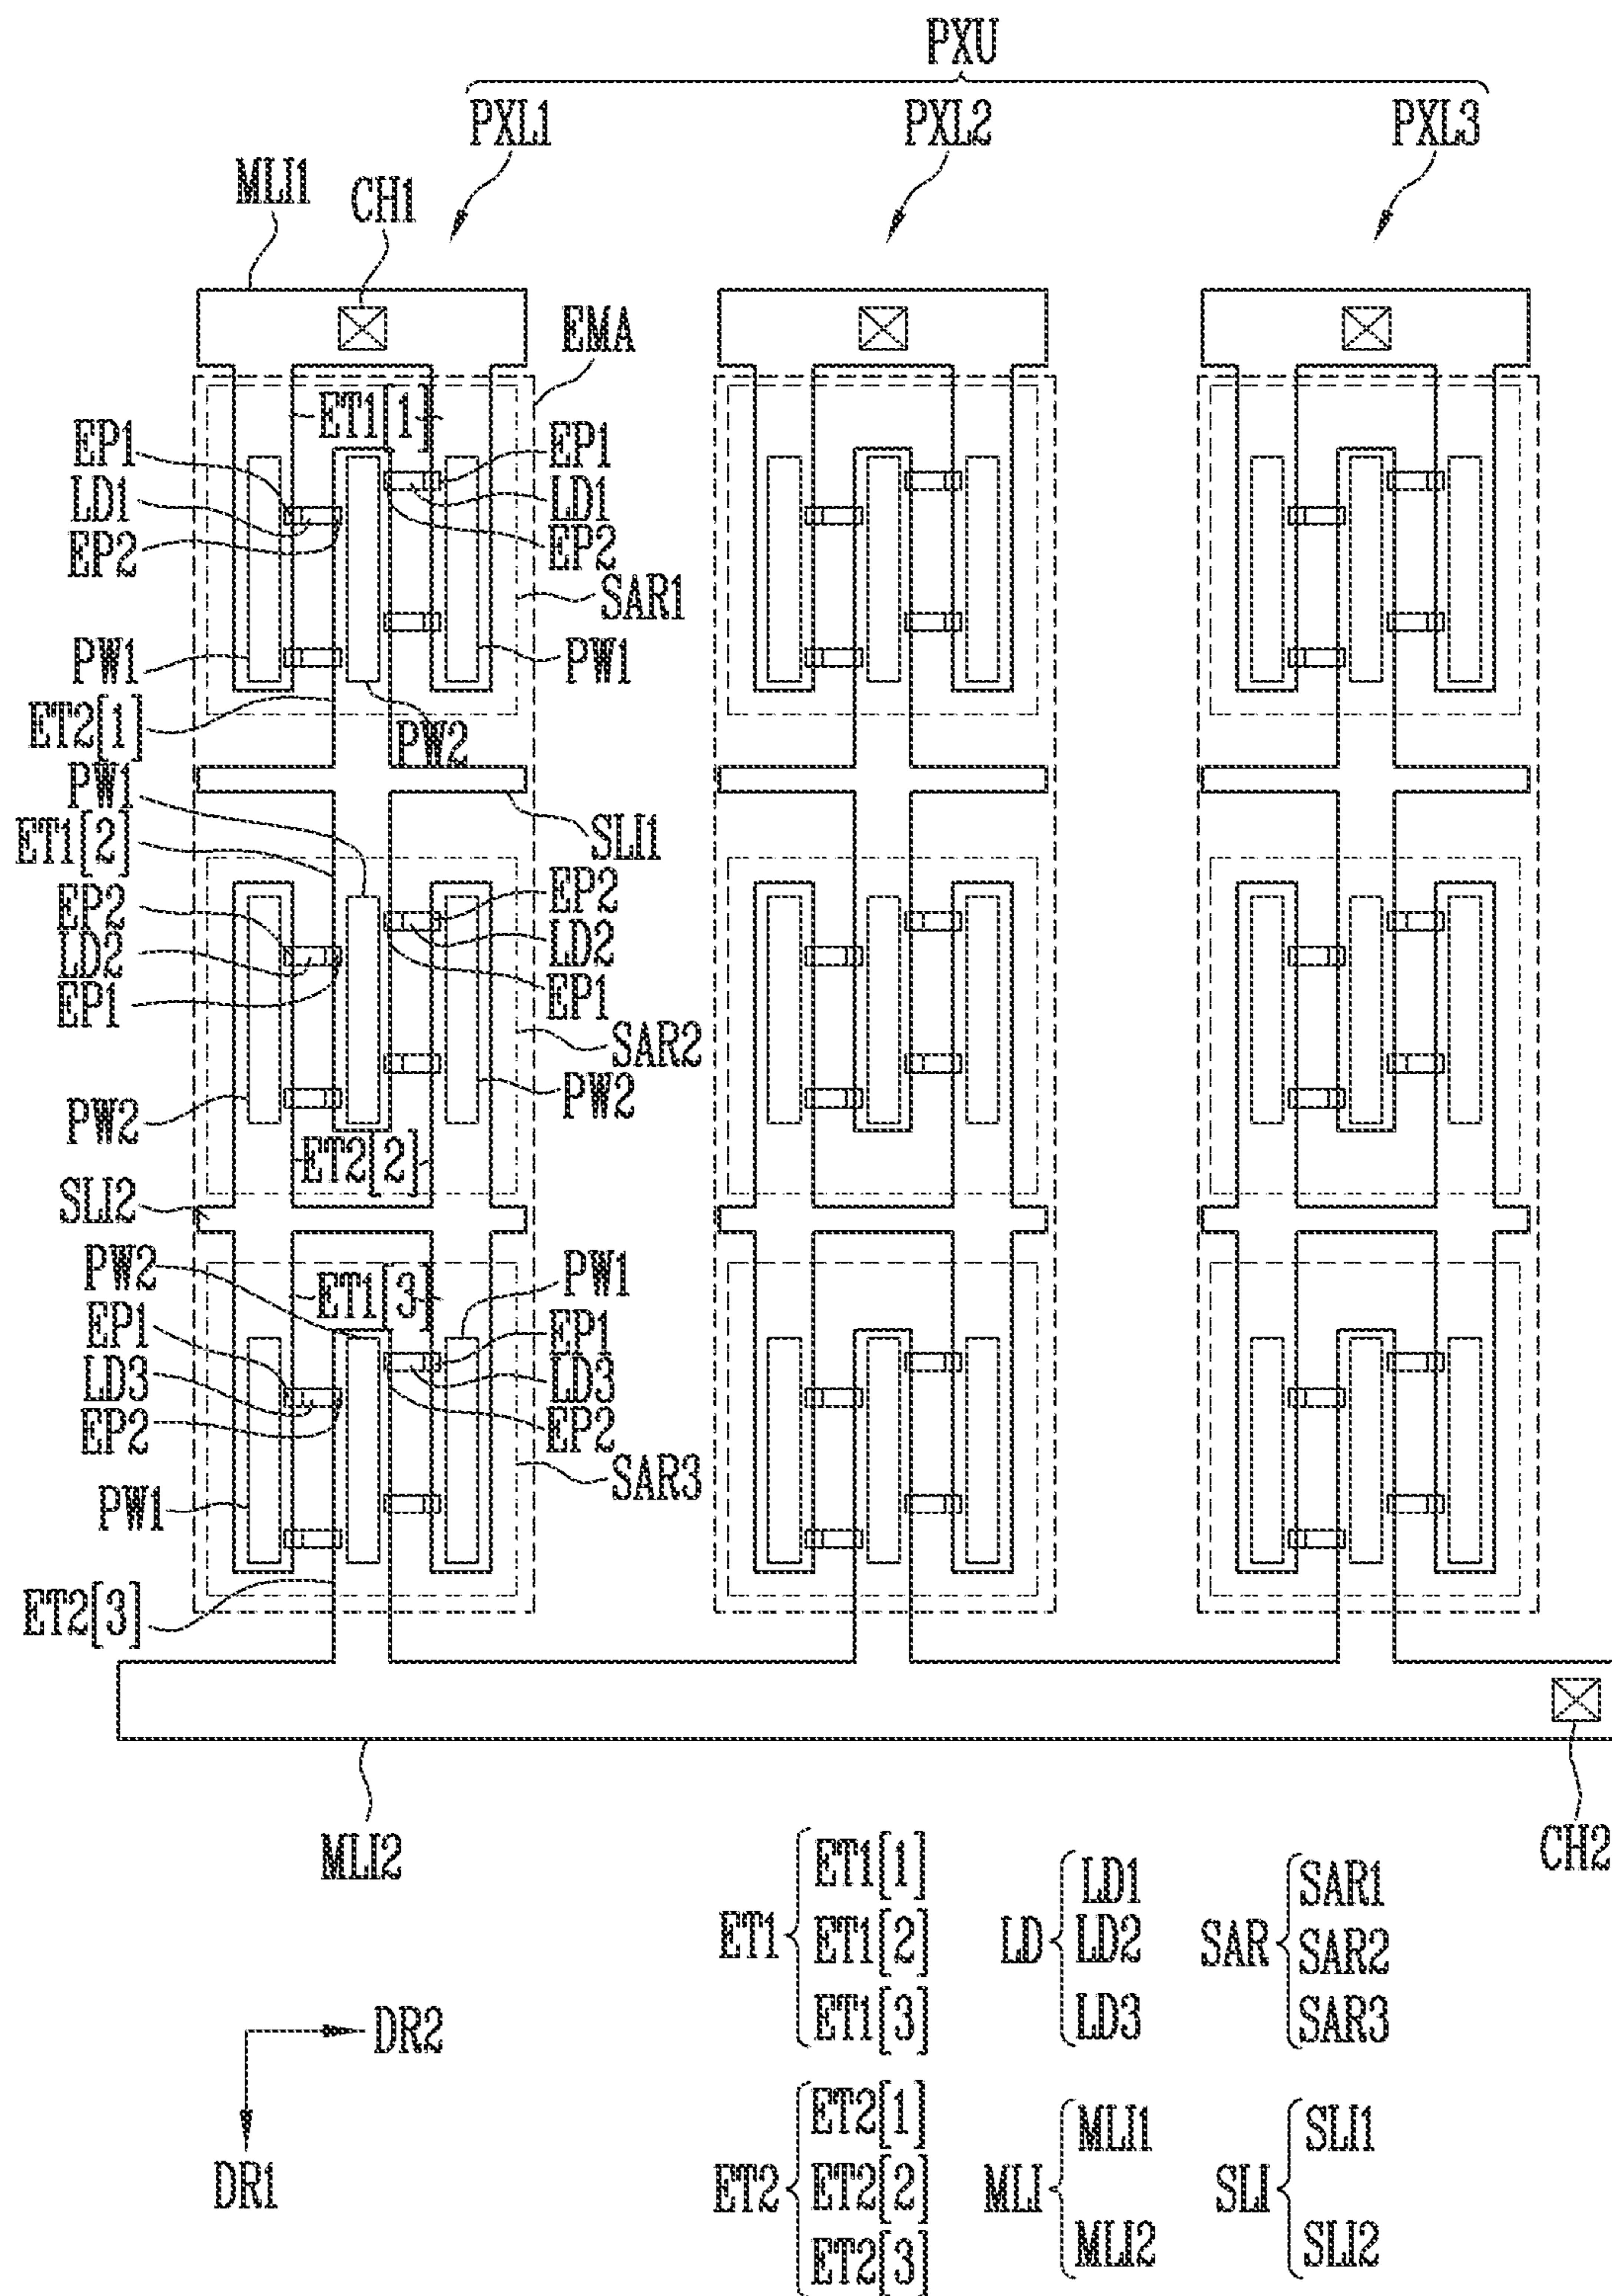 PXU
PXL1 PXL2 PXL3
MLI1
CH1
EMA
ET1[1]
EP1 EP1
LD1 LD1
EP2 EP2
SAR1
PW1 PW1
ET2[1]
PW2
PW1
SLI1
ET1[2]
EP2 EP2
LD2 LD2
EP1 EP1
SAR2
PW2 PW2
ET2[2]
SLI2
PW2 PW1
ET1[3]
EP1 EP1
LD3 LD3
EP2 EP2
SAR3
PW1
ET2[3]
MLI2
CH2
ET1 ET1[1] ET1[2] ET1[3]
LD LD1 LD2 LD3
SAR SAR1 SAR2 SAR3
DR2
DR1
ET2 ET2[1] ET2[2] ET2[3]
MLI MLI1 MLI2
SLI SLI1 SLI2